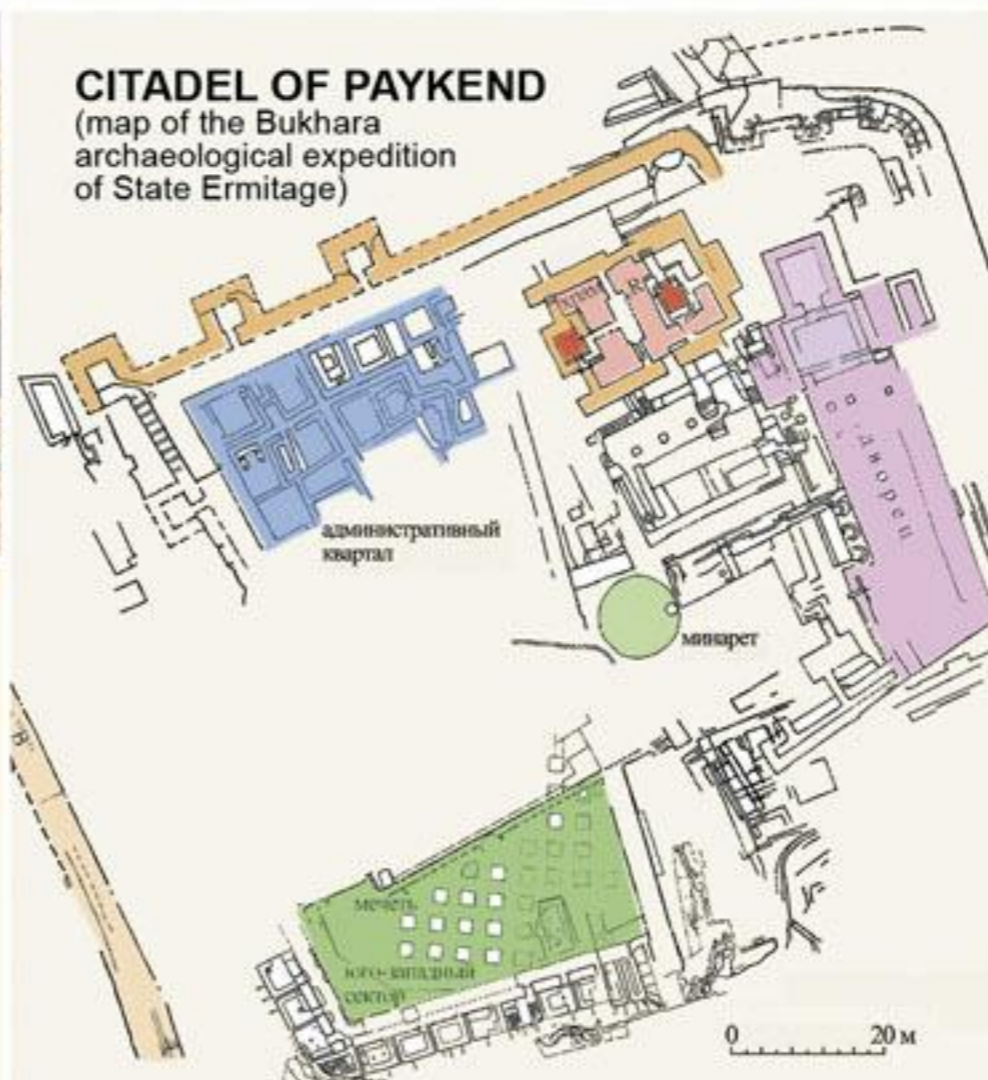 CITADEL OF PAYKEND
(map of the Bukhara
archaeological expedition
of State Ermitage)
храм
дворец
административный
квартал
минарет
"В"
мечеть
юго-западный
сектор
0 20 м